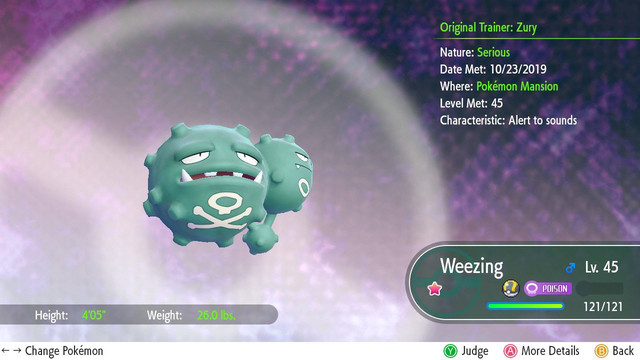 Original Trainer: Zury
Nature: Serious
Date Met: 10/23/2019
Where: Pokémon Mansion
Level Met: 45
Characteristic: Alert to sounds
Weezing ♂ Lv. 45
POISON
121/121
Height: 4'05" Weight: 26.0 lbs.
←→ Change Pokémon
Y Judge A More Details B Back